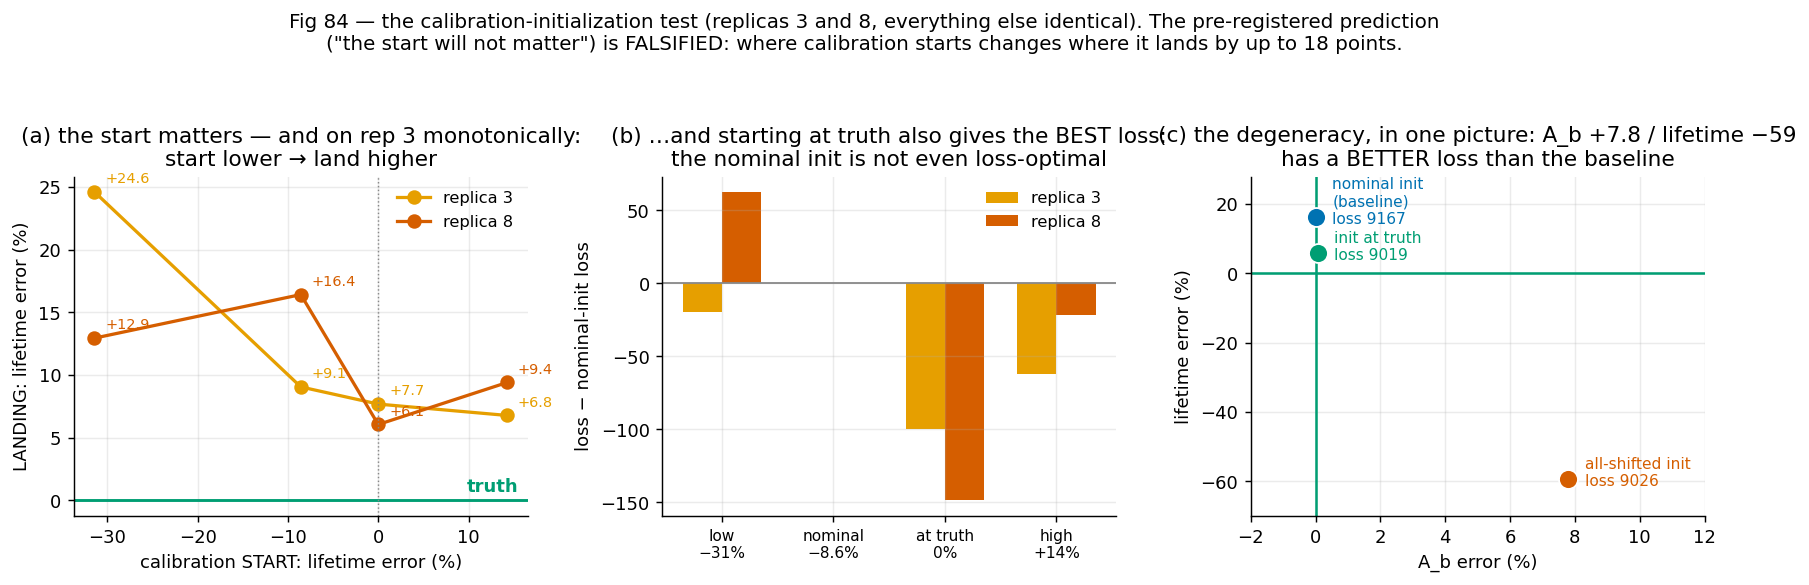 Fig 84 — the calibration-initialization test (replicas 3 and 8, everything else identical). The pre-registered prediction
("the start will not matter") is FALSIFIED: where calibration starts changes where it lands by up to 18 points.
(a) the start matters — and on rep 3 monotonically:
start lower → land higher
LANDING: lifetime error (%)
25
20
15
10
5
0
+24.6
+12.9
+16.4
+9.1
+7.7
+6.1
+9.4
+6.8
replica 3
replica 8
truth
−30
−20
−10
0
10
calibration START: lifetime error (%)
(b) ...and starting at truth also gives the BEST loss:
the nominal init is not even loss-optimal
loss − nominal-init loss
50
0
−50
−100
−150
replica 3
replica 8
low
−31%
nominal
−8.6%
at truth
0%
high
+14%
(c) the degeneracy, in one picture: A_b +7.8 / lifetime −59
has a BETTER loss than the baseline
lifetime error (%)
20
0
−20
−40
−60
nominal init
(baseline)
loss 9167
init at truth
loss 9019
all-shifted init
loss 9026
−2
0
2
4
6
8
10
12
A_b error (%)